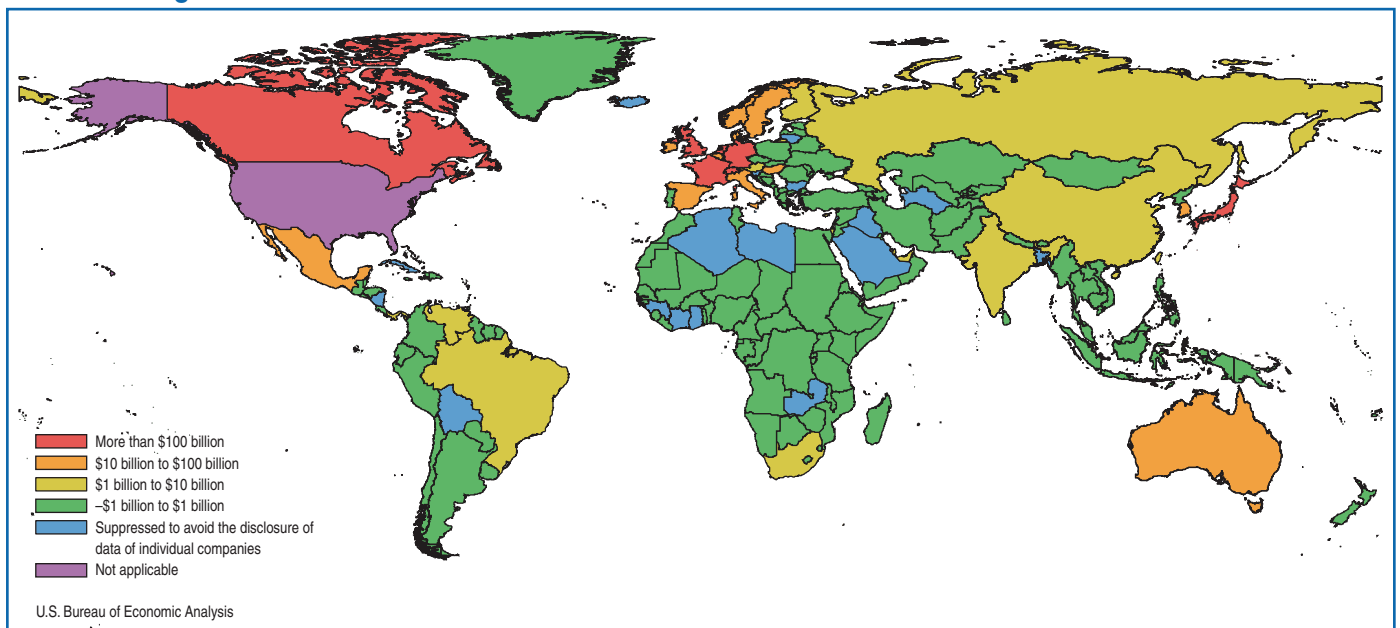 More than $100 billion
$10 billion to $100 billion
$1 billion to $10 billion
–$1 billion to $1 billion
Suppressed to avoid the disclosure of
data of individual companies
Not applicable
U.S. Bureau of Economic Analysis